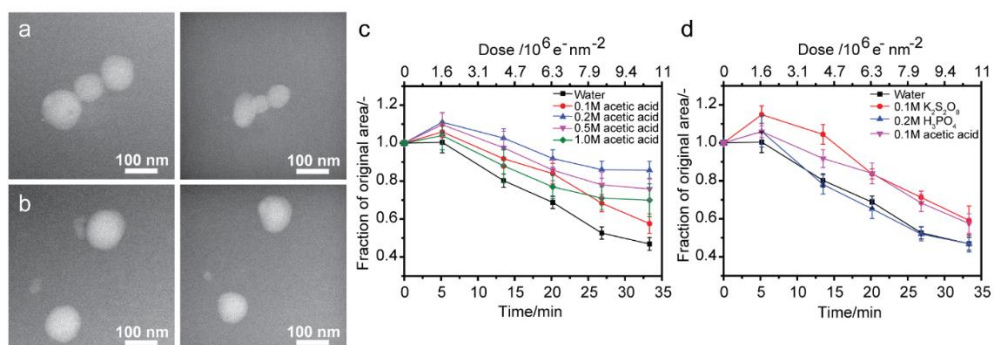 a
100 nm
100 nm
b
100 nm
100 nm
c
Dose /10⁶ e⁻ nm⁻²
0 1.6 3.1 4.7 6.3 7.9 9.4 11
Fraction of original area/-
1.2
1.0
0.8
0.6
0.4
Water
0.1M acetic acid
0.2M acetic acid
0.5M acetic acid
1.0M acetic acid
0 5 10 15 20 25 30 35
Time/min
d
Dose /10⁶ e⁻ nm⁻²
0 1.6 3.1 4.7 6.3 7.9 9.4 11
Fraction of original area/-
1.2
1.0
0.8
0.6
0.4
Water
0.1M K₂S₂O₈
0.2M H₃PO₄
0.1M acetic acid
0 5 10 15 20 25 30 35
Time/min